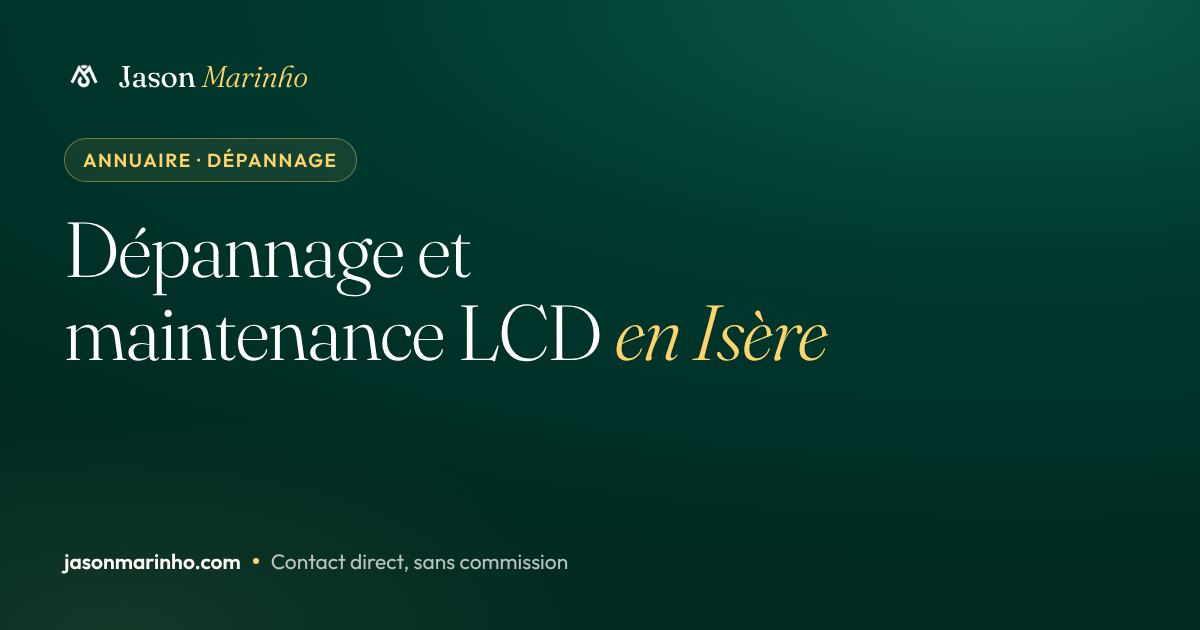 Jason Marinho
ANNUAIRE · DÉPANNAGE
Dépannage et
maintenance LCD en Isère
jasonmarinho.com • Contact direct, sans commission